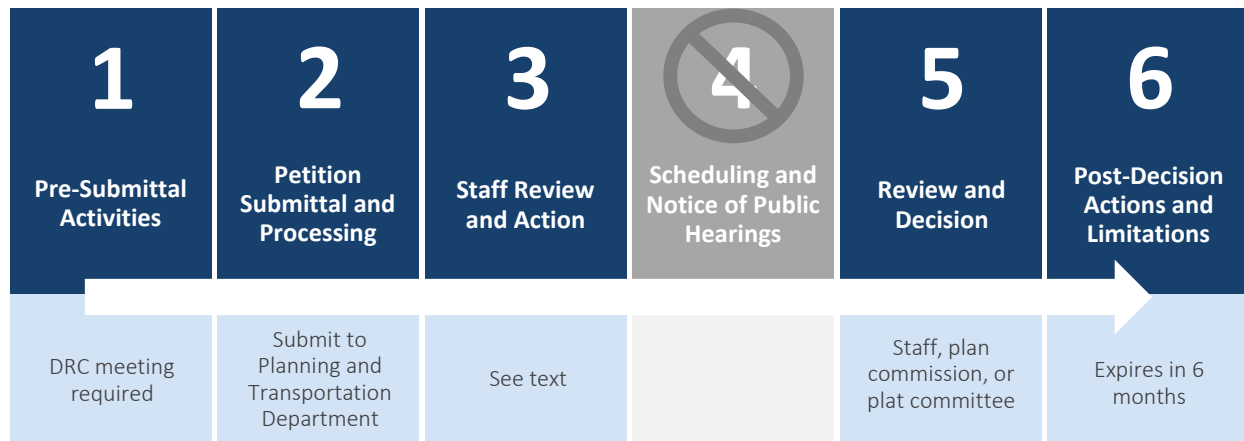 1
Pre-Submittal
Activities
DRC meeting
required
2
Petition
Submittal and
Processing
Submit to
Planning and
Transportation
Department
3
Staff Review
and Action
See text
4
Scheduling and
Notice of Public
Hearings
5
Review and
Decision
Staff, plan
commission, or
plat committee
6
Post-Decision
Actions and
Limitations
Expires in 6
months